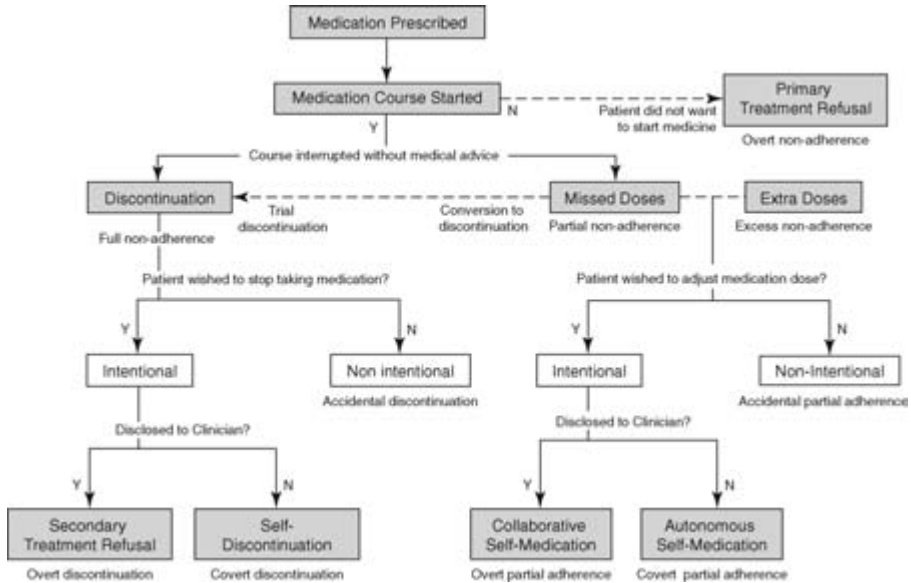 Medication Prescribed
Medication Course Started
N
Primary
Treatment Refusal
Patient did not want
to start medicine
Overt non-adherence
Y
Course interrupted without medical advice
Discontinuation
Trial
discontinuation
Conversion to
discontinuation
Missed Doses
Extra Doses
Full non-adherence
Partial non-adherence
Excess non-adherence
Patient wished to stop taking medication?
Patient wished to adjust medication dose?
Y
N
Y
N
Intentional
Non intentional
Intentional
Non-Intentional
Accidental discontinuation
Accidental partial adherence
Disclosed to Clinician?
Disclosed to Clinician?
Y
N
Y
N
Secondary
Treatment Refusal
Self-
Discontinuation
Collaborative
Self-Medication
Autonomous
Self-Medication
Overt discontinuation
Covert discontinuation
Overt partial adherence
Covert partial adherence